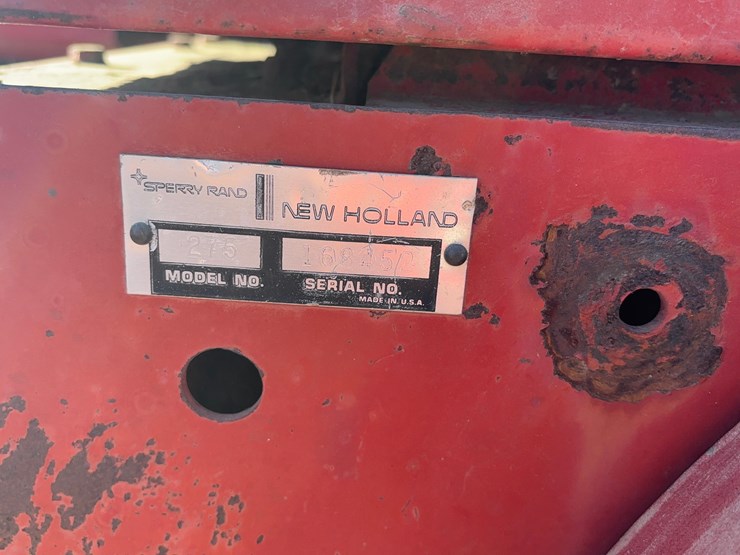 SPERRY RAND
NEW HOLLAND
275
MODEL NO.
SERIAL NO.
MADE IN U.S.A.